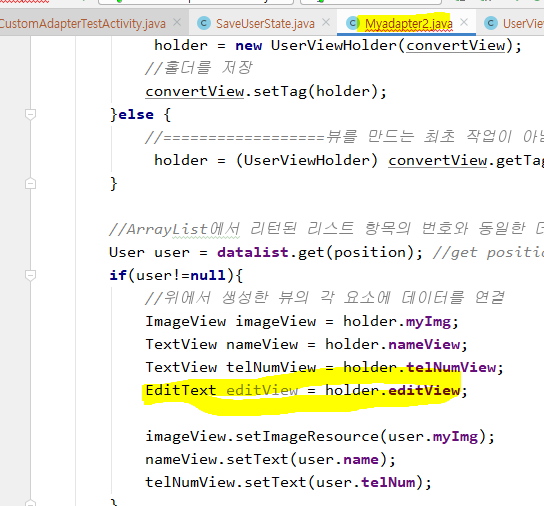 CustomAdapterTestActivity.java SaveUserState.java Myadapter2.java UserView
holder = new UserViewHolder(convertView);
//홀더를 저장
convertView.setTag(holder);
}else {
//===================뷰를 만드는 최초 작업이 아님
holder = (UserViewHolder) convertView.getTag
}
//ArrayList에서 리턴된 리스트 항목의 번호와 동일한
User user = datalist.get(position); //get positio
if(user!=null){
//위에서 생성한 뷰의 각 요소에 데이터를 연결
ImageView imageView = holder.myImg;
TextView nameView = holder.nameView;
TextView telNumView = holder.telNumView;
EditText editView = holder.editView;
imageView.setImageResource(user.myImg);
nameView.setText(user.name);
telNumView.setText(user.telNum);
}